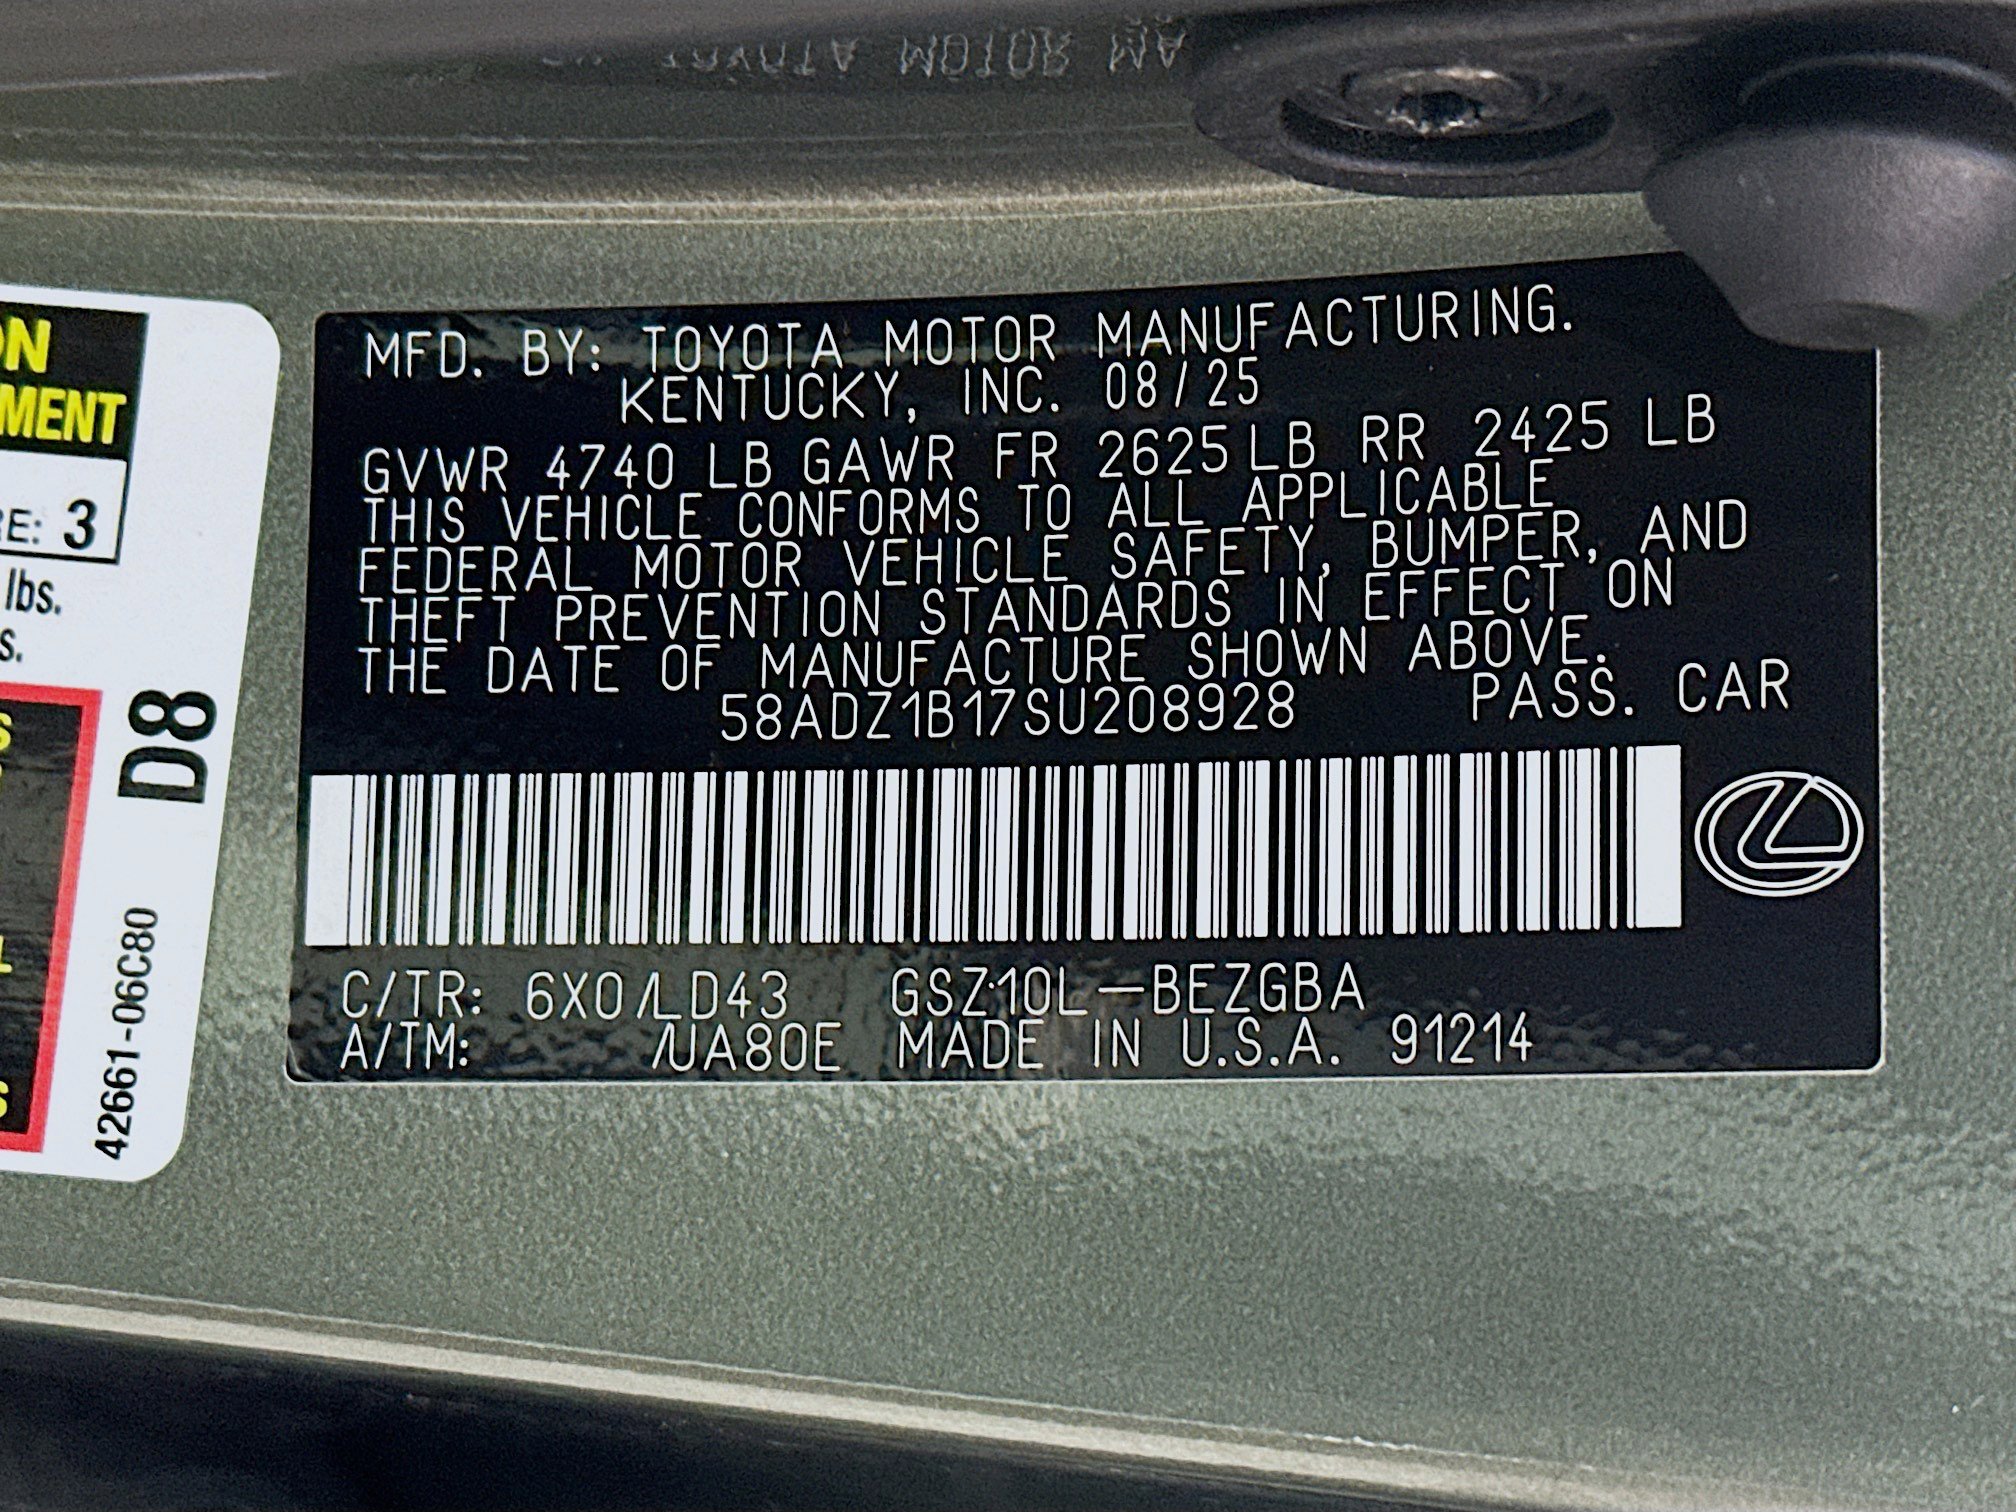 MFD. BY: TOYOTA MOTOR MANUFACTURING.
KENTUCKY, INC. 08/25
GVWR 4740 LB GAWR FR 2625 LB RR 2425 LB
THIS VEHICLE CONFORMS TO ALL APPLICABLE
FEDERAL MOTOR VEHICLE SAFETY, BUMPER, AND
THEFT PREVENTION STANDARDS IN EFFECT ON
THE DATE OF MANUFACTURE SHOWN ABOVE.
58ADZ1B17SU208928 PASS. CAR
C/TR: 6X0/LD43 GSZ10L-BEZGBA
A/TM: /UA80E MADE IN U.S.A. 91214
ON
MENT
RE: 3
lbs.
s.
S
L
S
D8
42661-06C80